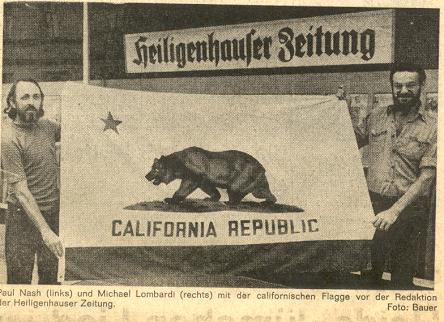 Heiligenhauser Zeitung
CALIFORNIA REPUBLIC
Paul Nash (links) und Michael Lombardi (rechts) mit der californischen Flagge vor der Redaktion
der Heiligenhauser Zeitung. Foto: Bauer